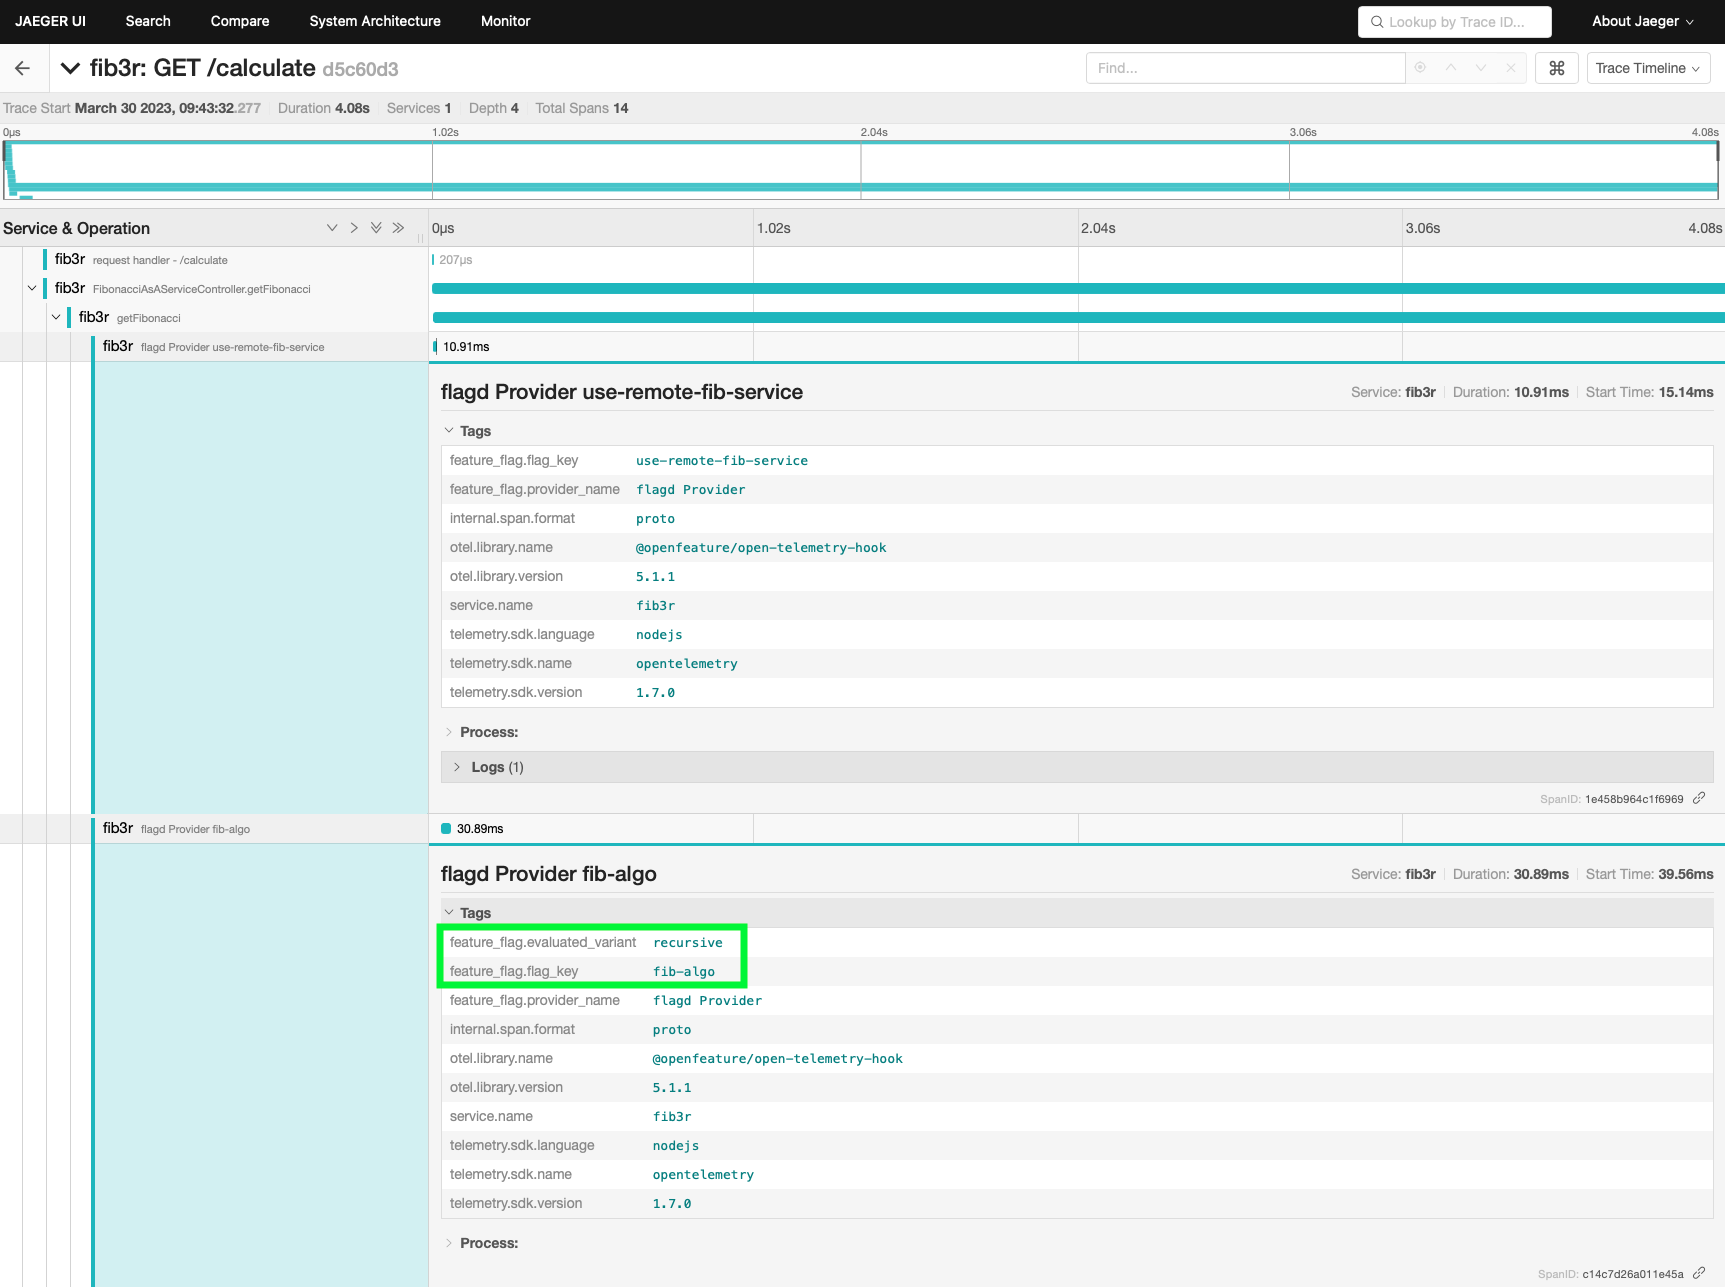 JAEGER UI Search Compare System Architecture Monitor Lookup by Trace ID... About Jaeger
fib3r: GET /calculate d5c60d3 Find... ⌘ Trace Timeline
Trace Start March 30 2023, 09:43:32.277 Duration 4.08s Services 1 Depth 4 Total Spans 14
0μs 1.02s 2.04s 3.06s 4.08s
Service & Operation 0μs 1.02s 2.04s 3.06s 4.08s
fib3r request handler - /calculate 207μs
fib3r FibonacciAsAServiceController.getFibonacci
fib3r getFibonacci
fib3r flagd Provider use-remote-fib-service 10.91ms
flagd Provider use-remote-fib-service Service: fib3r Duration: 10.91ms Start Time: 15.14ms
Tags
feature_flag.flag_key use-remote-fib-service
feature_flag.provider_name flagd Provider
internal.span.format proto
otel.library.name @openfeature/open-telemetry-hook
otel.library.version 5.1.1
service.name fib3r
telemetry.sdk.language nodejs
telemetry.sdk.name opentelemetry
telemetry.sdk.version 1.7.0
Process:
Logs (1)
SpanID: 1e458b964c1f6969
fib3r flagd Provider fib-algo 30.89ms
flagd Provider fib-algo Service: fib3r Duration: 30.89ms Start Time: 39.56ms
Tags
feature_flag.evaluated_variant recursive
feature_flag.flag_key fib-algo
feature_flag.provider_name flagd Provider
internal.span.format proto
otel.library.name @openfeature/open-telemetry-hook
otel.library.version 5.1.1
service.name fib3r
telemetry.sdk.language nodejs
telemetry.sdk.name opentelemetry
telemetry.sdk.version 1.7.0
Process:
SpanID: c14c7d26a011e45a